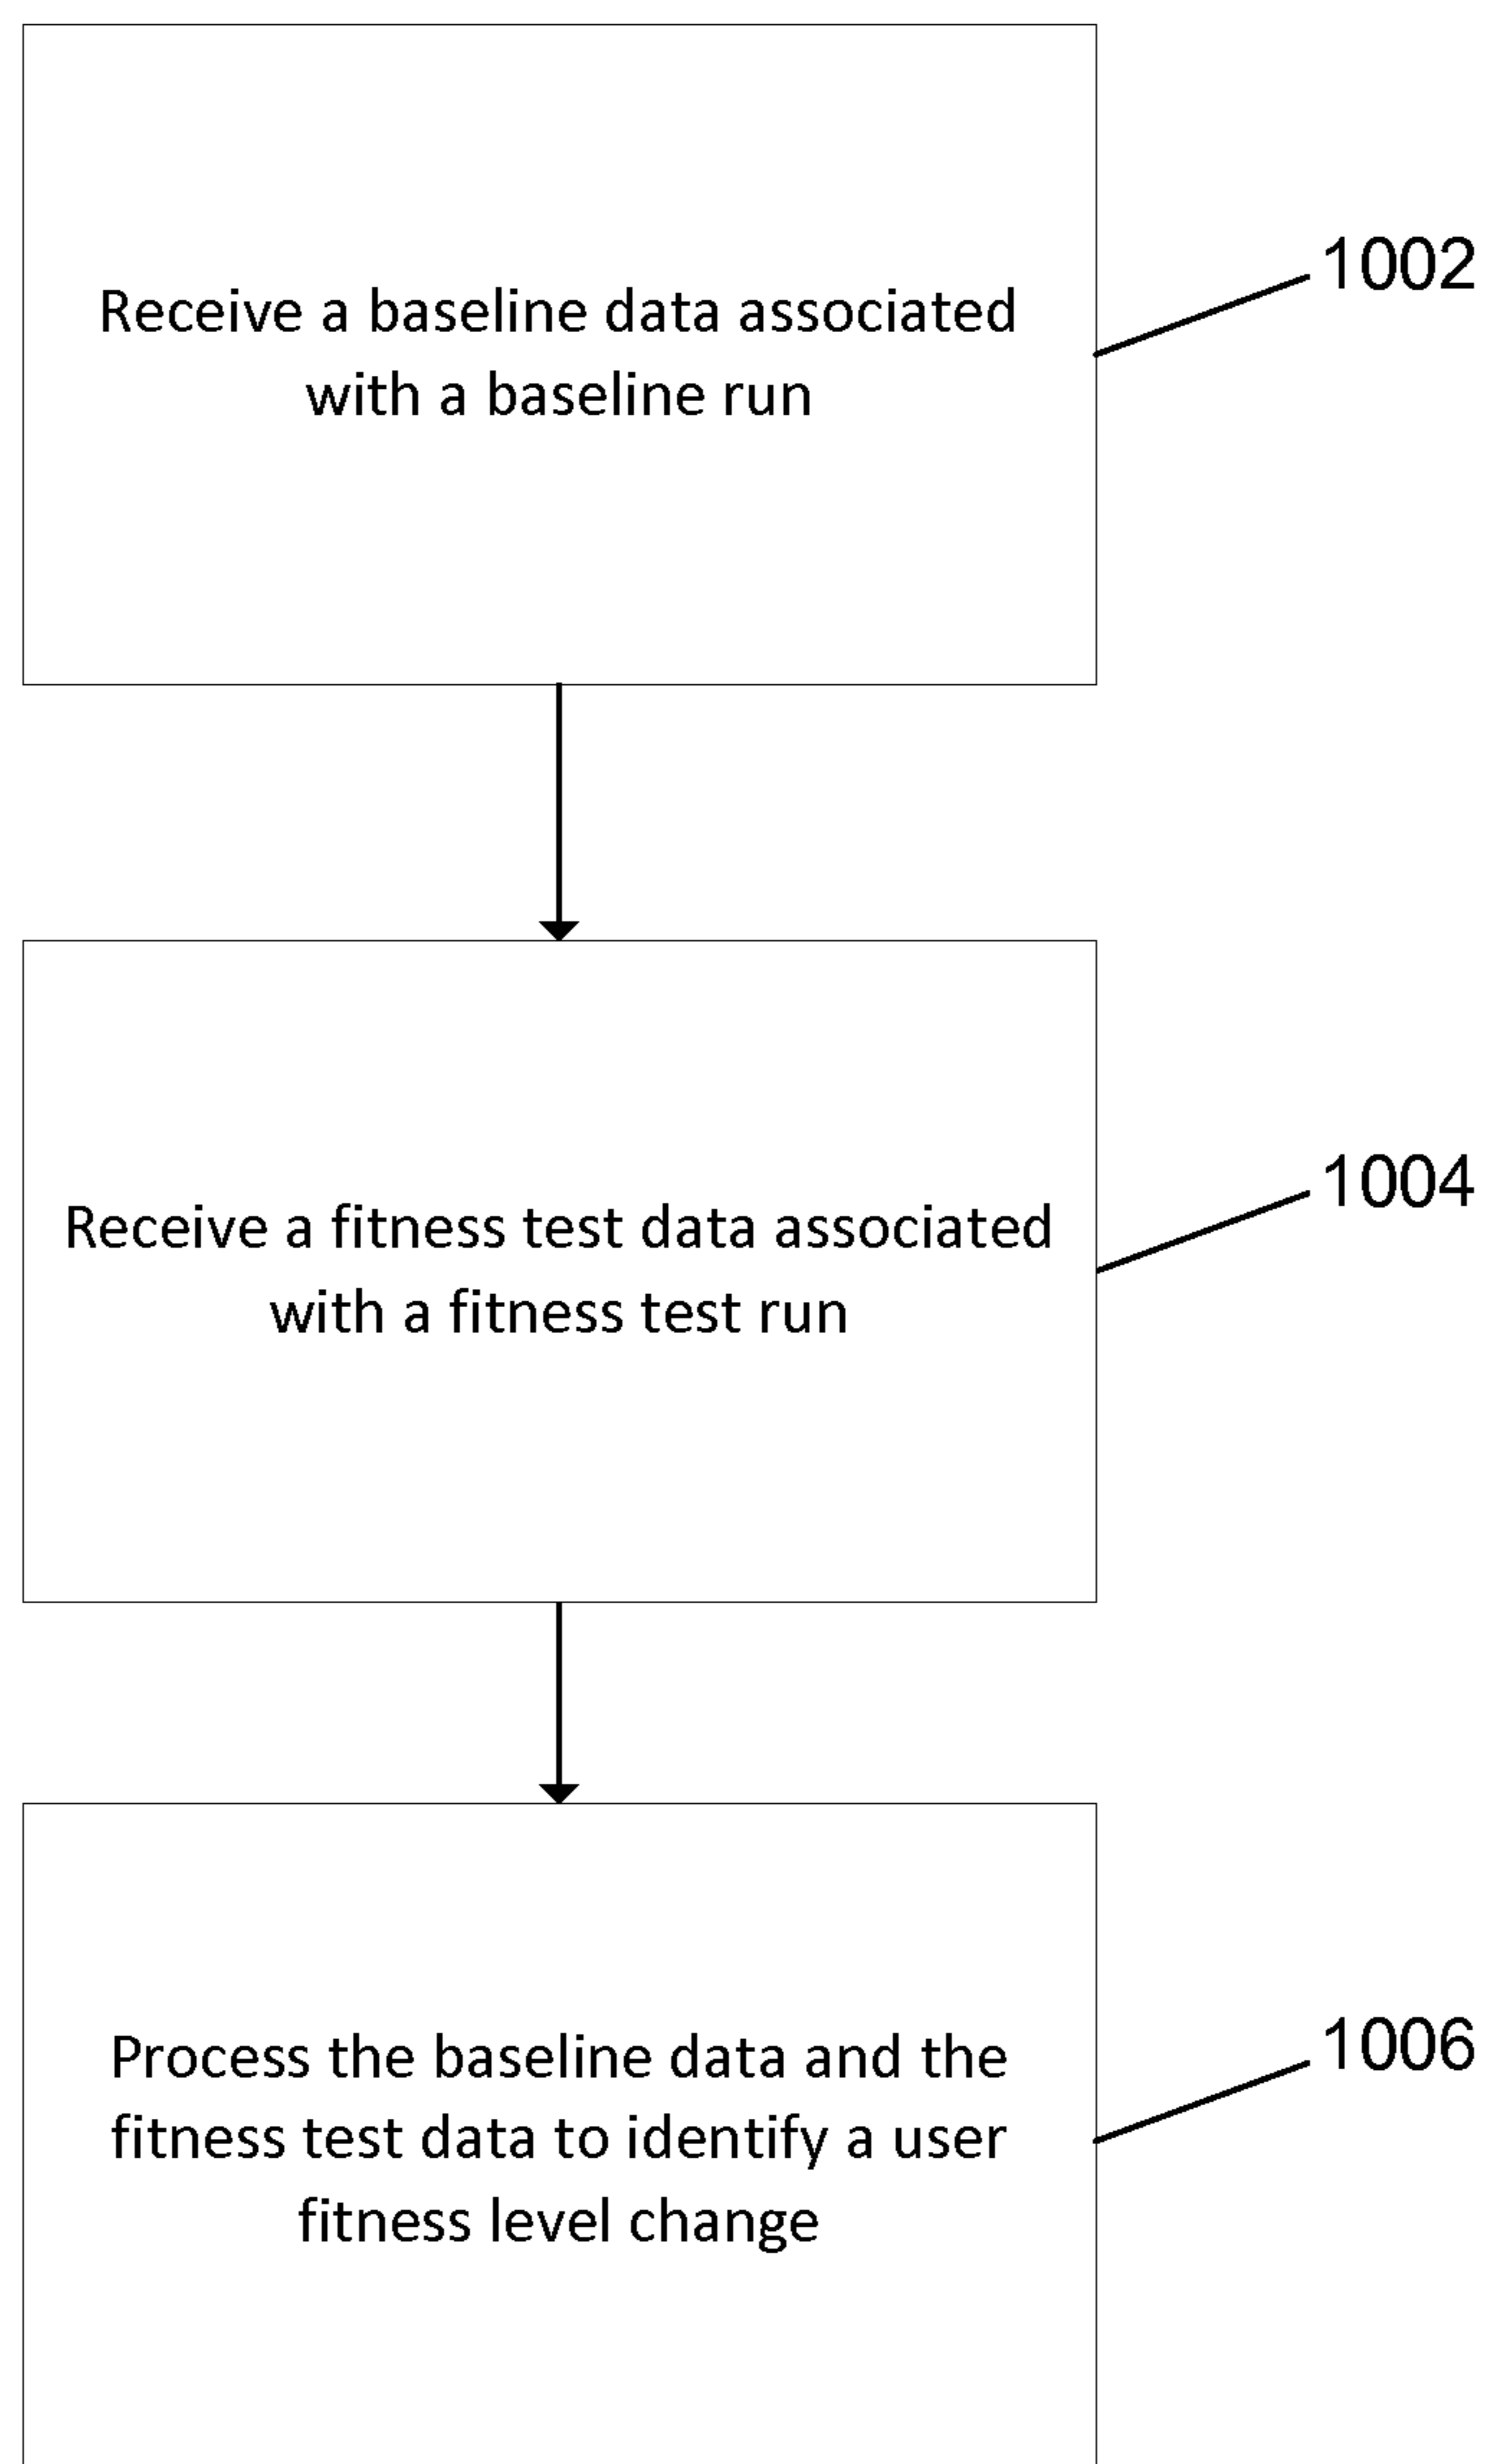 Receive a baseline data associated
with a baseline run
1002
Receive a fitness test data associated
with a fitness test run
1004
Process the baseline data and the
fitness test data to identify a user
fitness level change
1006